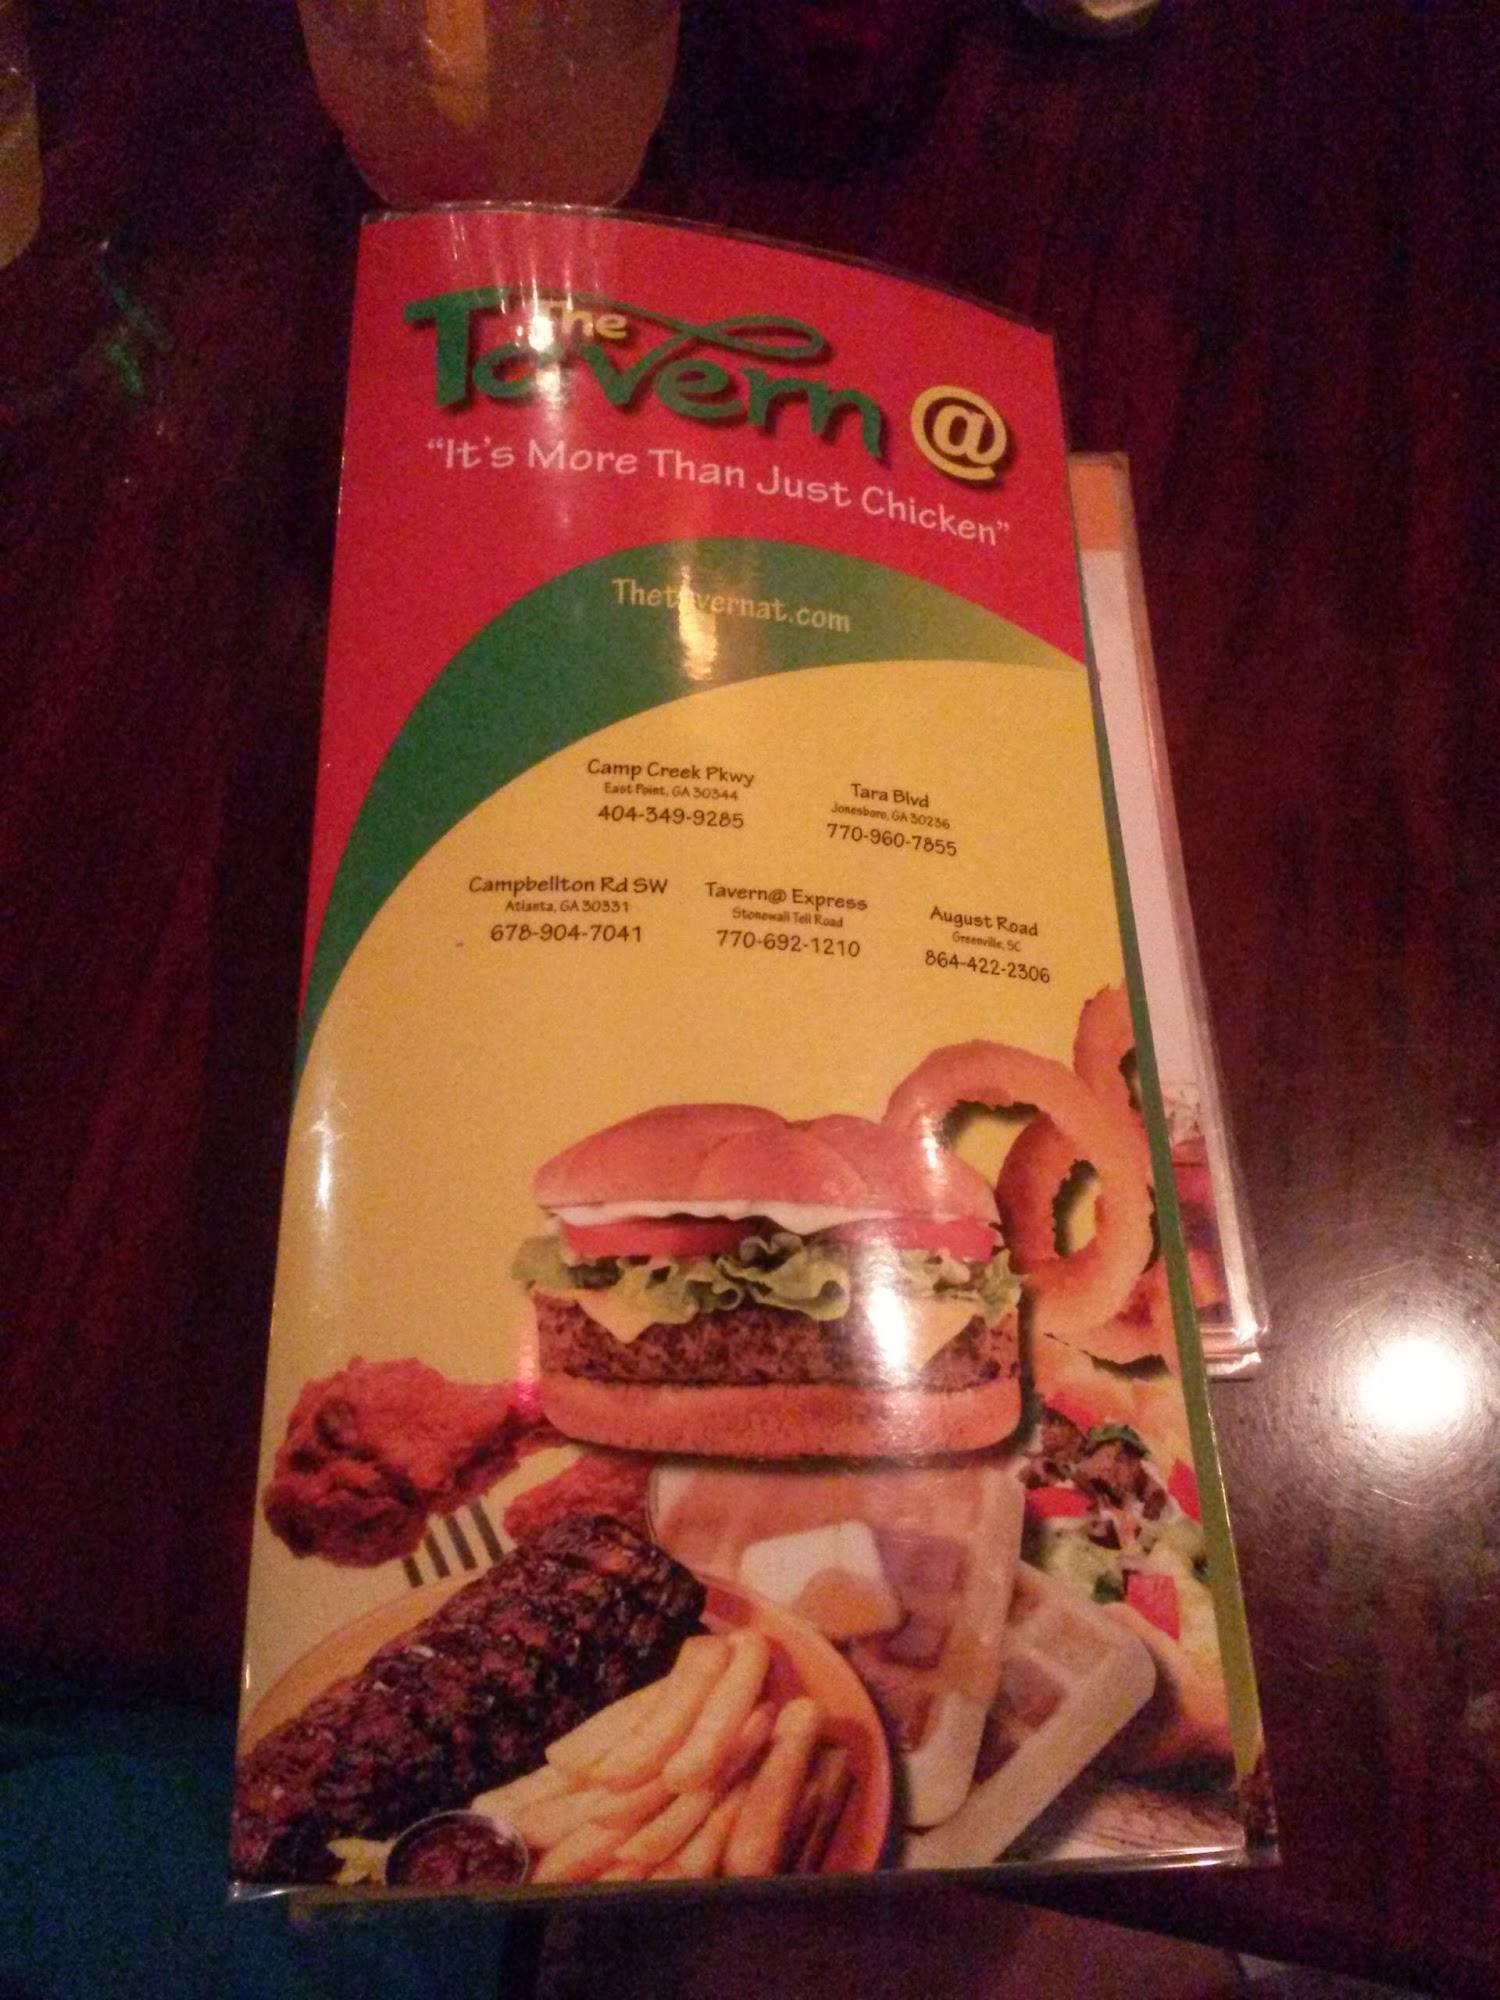 The
Tavern @
"It's More Than Just Chicken"
Thetavernat.com
Camp Creek Pkwy
East Point, GA 30344
404-349-9285
Tara Blvd
Jonesboro, GA 30236
770-960-7855
Campbellton Rd SW
Atlanta, GA 30331
678-904-7041
Tavern@ Express
Stonewall Tell Road
770-692-1210
August Road
Greenville, SC
864-422-2306